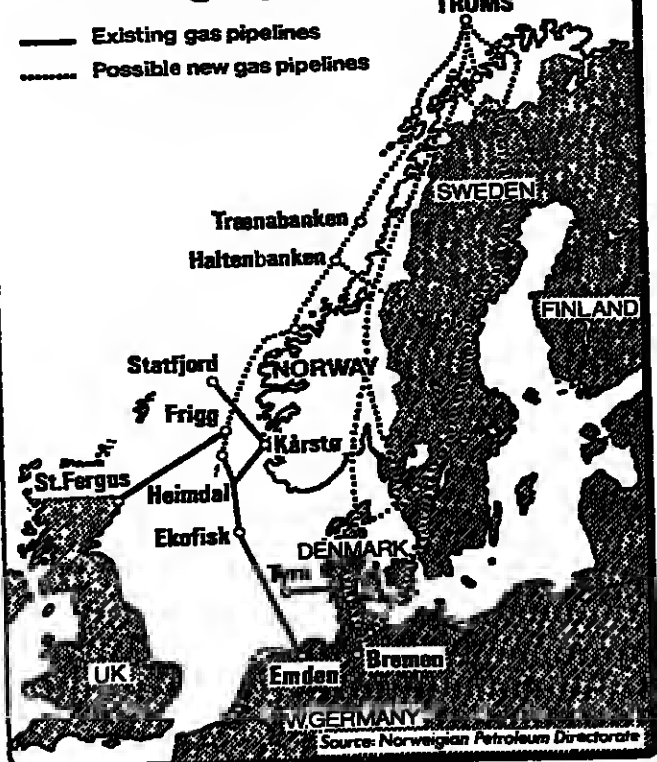 TROMS
Existing gas pipelines
Possible new gas pipelines
SWEDEN
Trænabanken
Haltenbanken
FINLAND
Statfjord
NORWAY
Frigg
Kårstø
St.Fergus
Heimdal
Ekofisk
DENMARK
Tyra
UK
Emden
Bremen
W.GERMANY
Source: Norweigian Petroleum Directorate